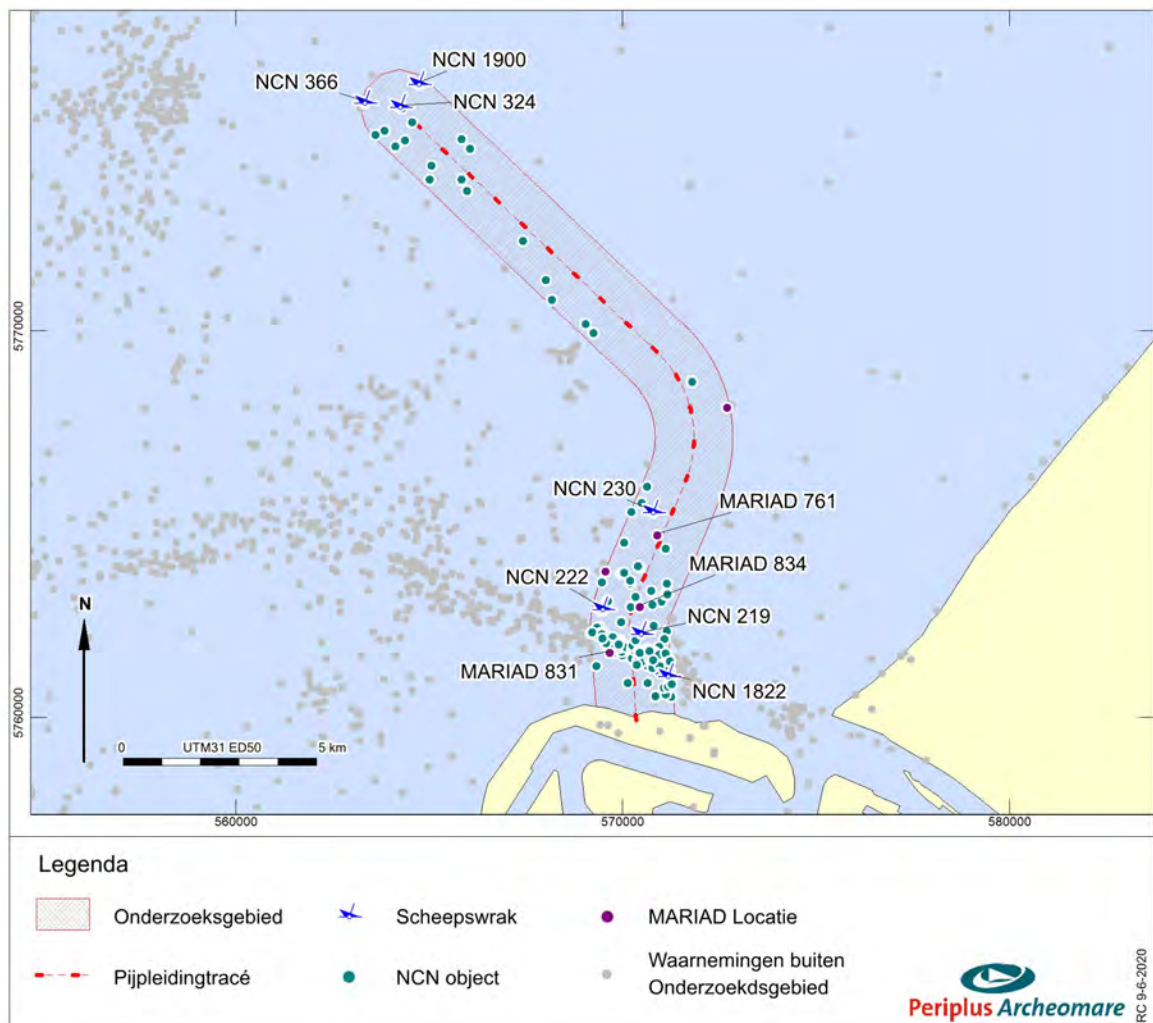 NCN 1900
NCN 366
NCN 324
5770000
NCN 230
MARIAD 761
MARIAD 834
NCN 222
NCN 219
MARIAD 831
NCN 1822
N
5760000
0 UTM31 ED50 5 km
560000 570000 580000
Legenda
Onderzoeksgebied Scheepswrak MARIAD Locatie
Pijpleidingtracé NCN object Waarnemingen buiten
Onderzoekdsgebied
Periplus Archeomare
RC 9-6-2020